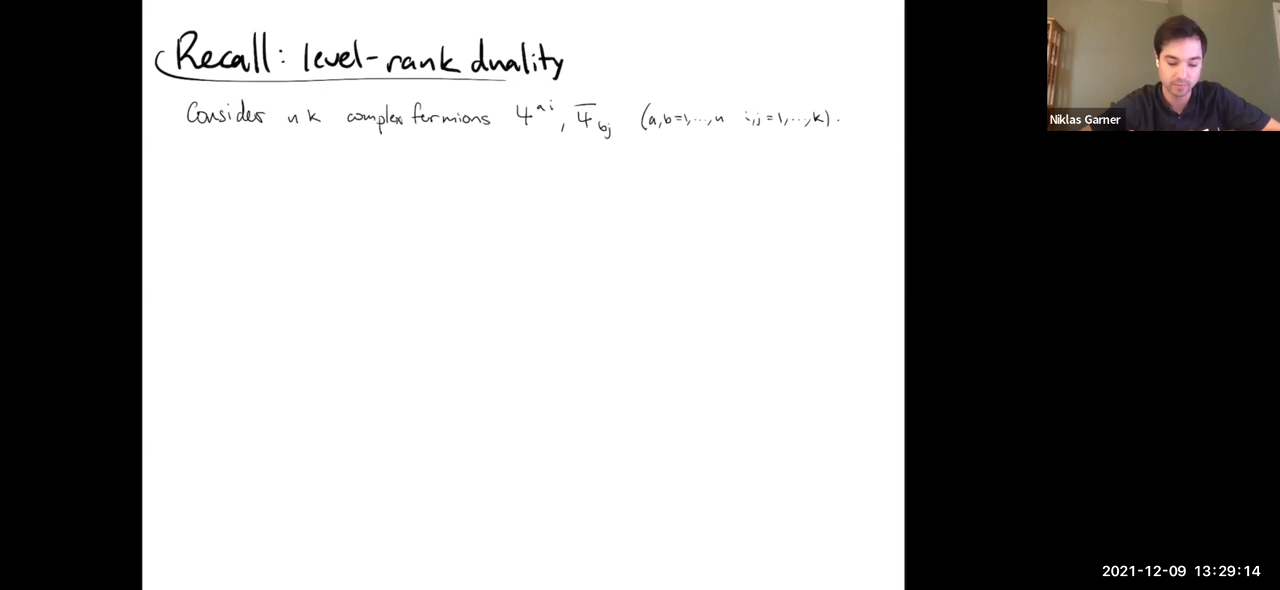 Recall: level-rank duality
Consider nk complex fermions Ψ^{ai}, Ψ̄_{bj} (a,b=1,...,n i,j=1,...,k).
Niklas Garner
2021-12-09 13:29:14